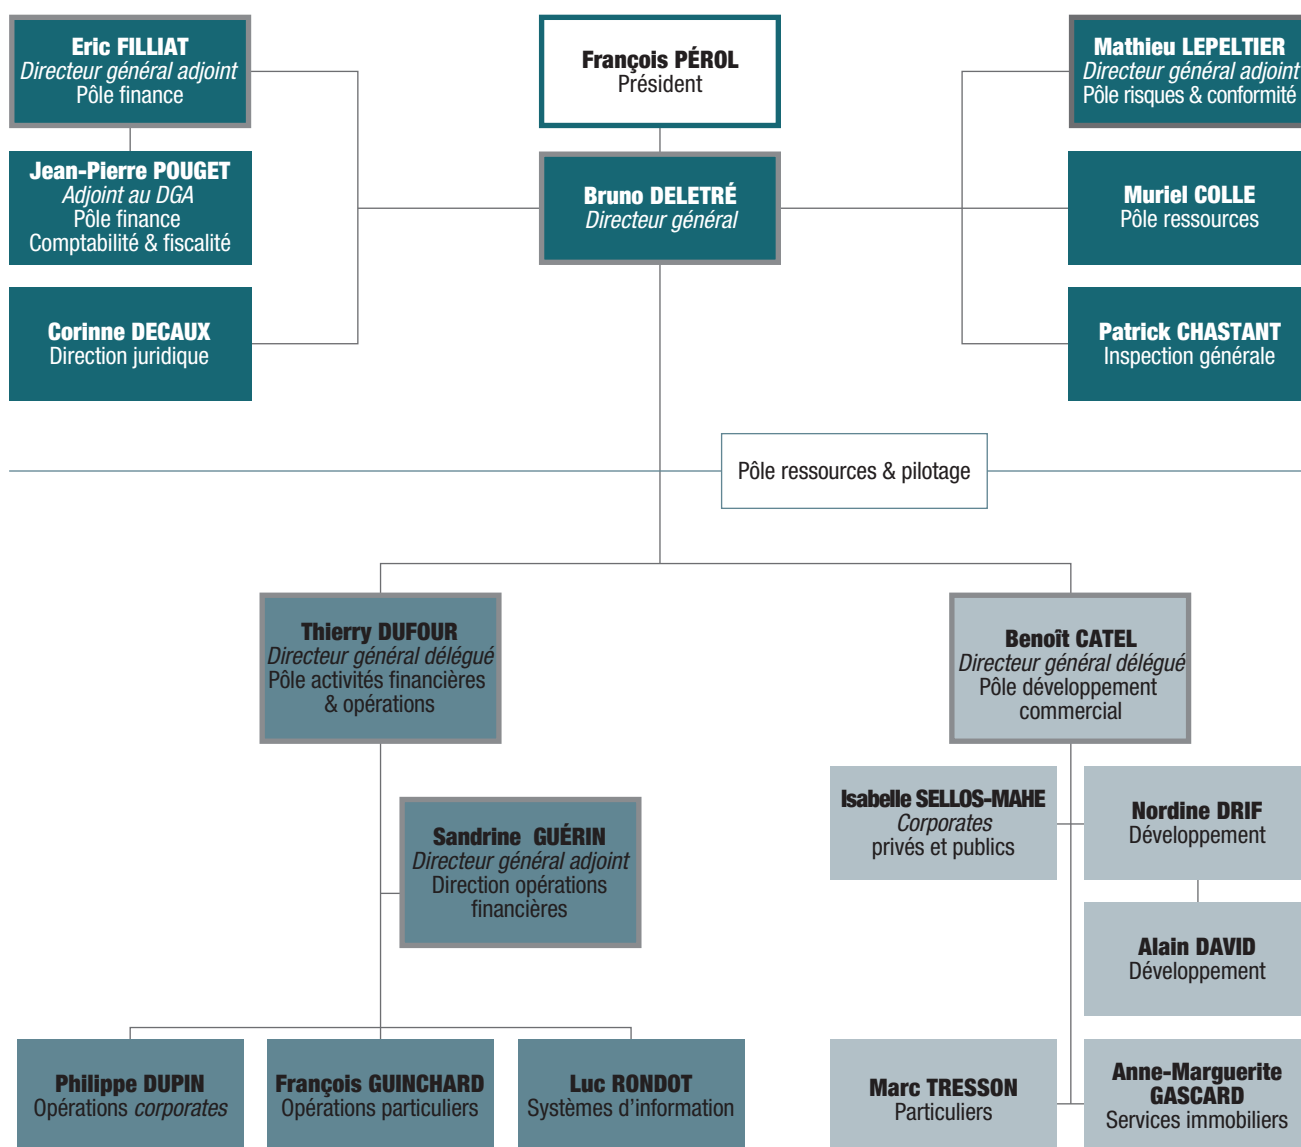 Eric FILLIAT
Directeur général adjoint
Pôle finance
François PÉROL
Président
Mathieu LEPELTIER
Directeur général adjoint
Pôle risques & conformité
Jean-Pierre POUGET
Adjoint au DGA
Pôle finance
Comptabilité & fiscalité
Bruno DELETRÉ
Directeur général
Muriel COLLE
Pôle ressources
Corinne DECAUX
Direction juridique
Patrick CHASTANT
Inspection générale
Pôle ressources & pilotage
Thierry DUFOUR
Directeur général délégué
Pôle activités financières
& opérations
Benoît CATEL
Directeur général délégué
Pôle développement
commercial
Sandrine GUÉRIN
Directeur général adjoint
Direction opérations
financières
Isabelle SELLOS-MAHE
Corporates
privés et publics
Nordine DRIF
Développement
Alain DAVID
Développement
Philippe DUPIN
Opérations corporates
François GUINCHARD
Opérations particuliers
Luc RONDOT
Systèmes d'information
Marc TRESSON
Particuliers
Anne-Marguerite
GASCARD
Services immobiliers